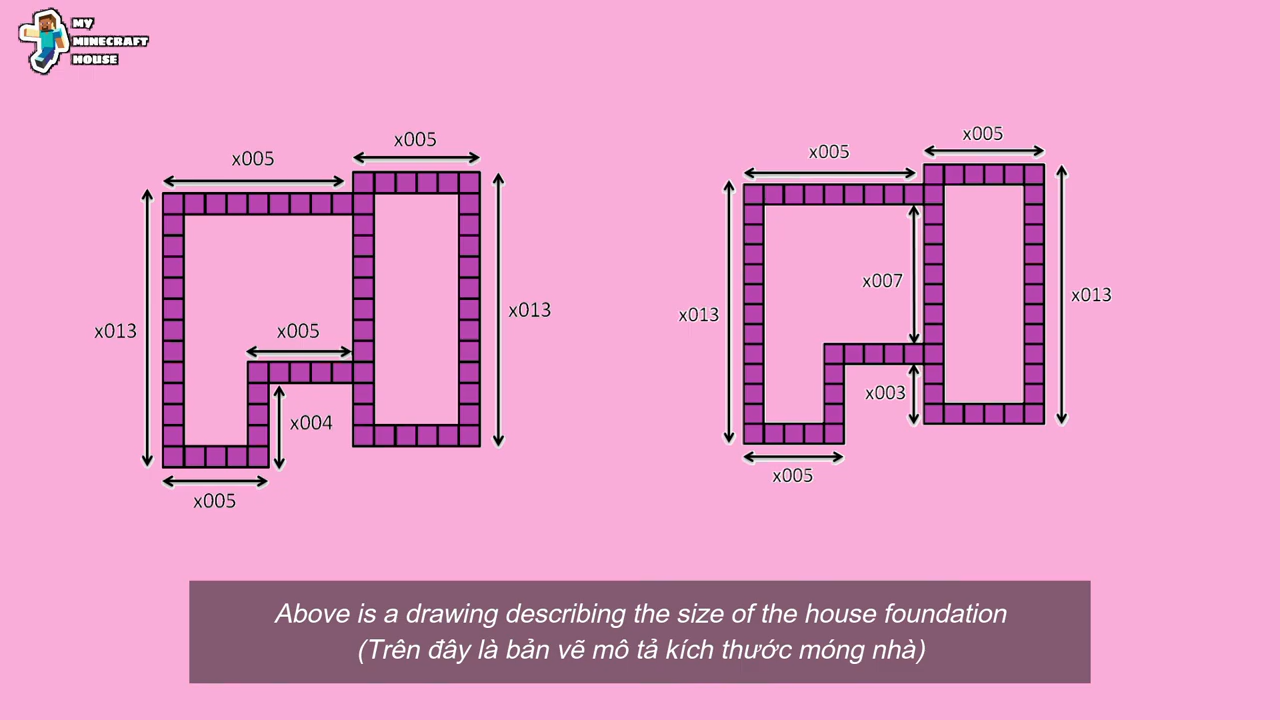 MY
MINECRAFT
HOUSE
x005
x005
x013
x005
x004
x013
x005
x005
x005
x013
x007
x003
x013
x005
Above is a drawing describing the size of the house foundation
(Trên đây là bản vẽ mô tả kích thước móng nhà)